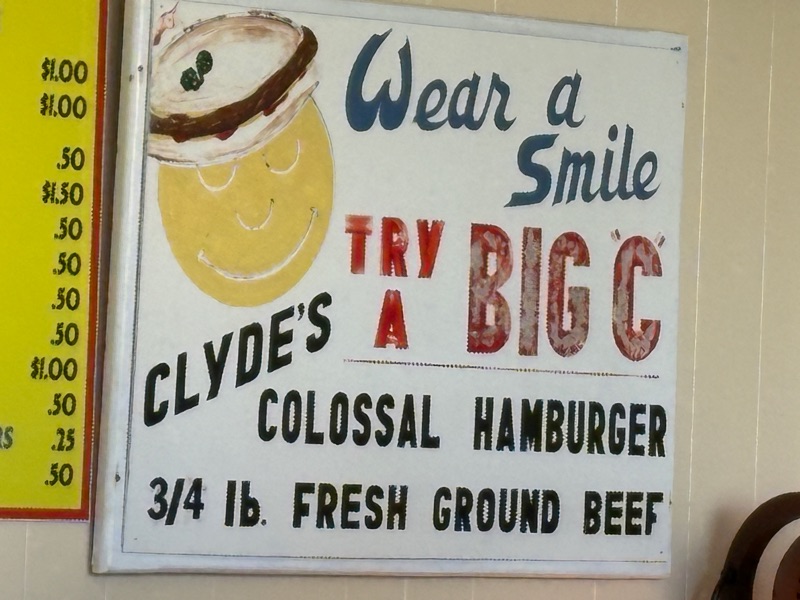 $1.00
$1.00
.50
$1.50
.50
.50
.50
.50
$1.00
.50
RS .25
.50
Wear a
Smile
TRY
A
BIG "C"
CLYDE'S
COLOSSAL HAMBURGER
3/4 lb. FRESH GROUND BEEF